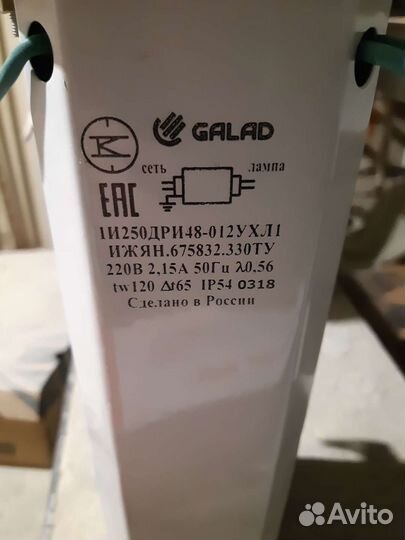 GALAD
сеть лампа
EAC
1И250ДРИ48-012УХЛ1
ИЖЯН.675832.330ТУ
220В 2,15А 50Гц λ0.56
tw120 Δt65 IP54 0318
Сделано в России
Avito